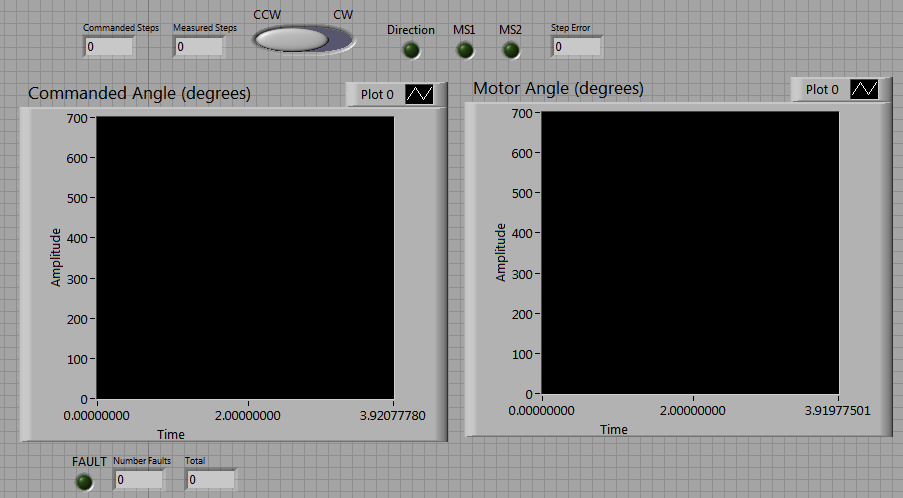 CCW CW
Commanded Steps Measured Steps Direction MS1 MS2 Step Error
0 0 0
Commanded Angle (degrees) Plot 0
700
600
500
400
300
200
100
0
Amplitude
0.00000000 2.00000000 3.92077780
Time
Motor Angle (degrees) Plot 0
700
600
500
400
300
200
100
0
Amplitude
0.00000000 2.00000000 3.91977501
Time
FAULT Number Faults Total
0 0